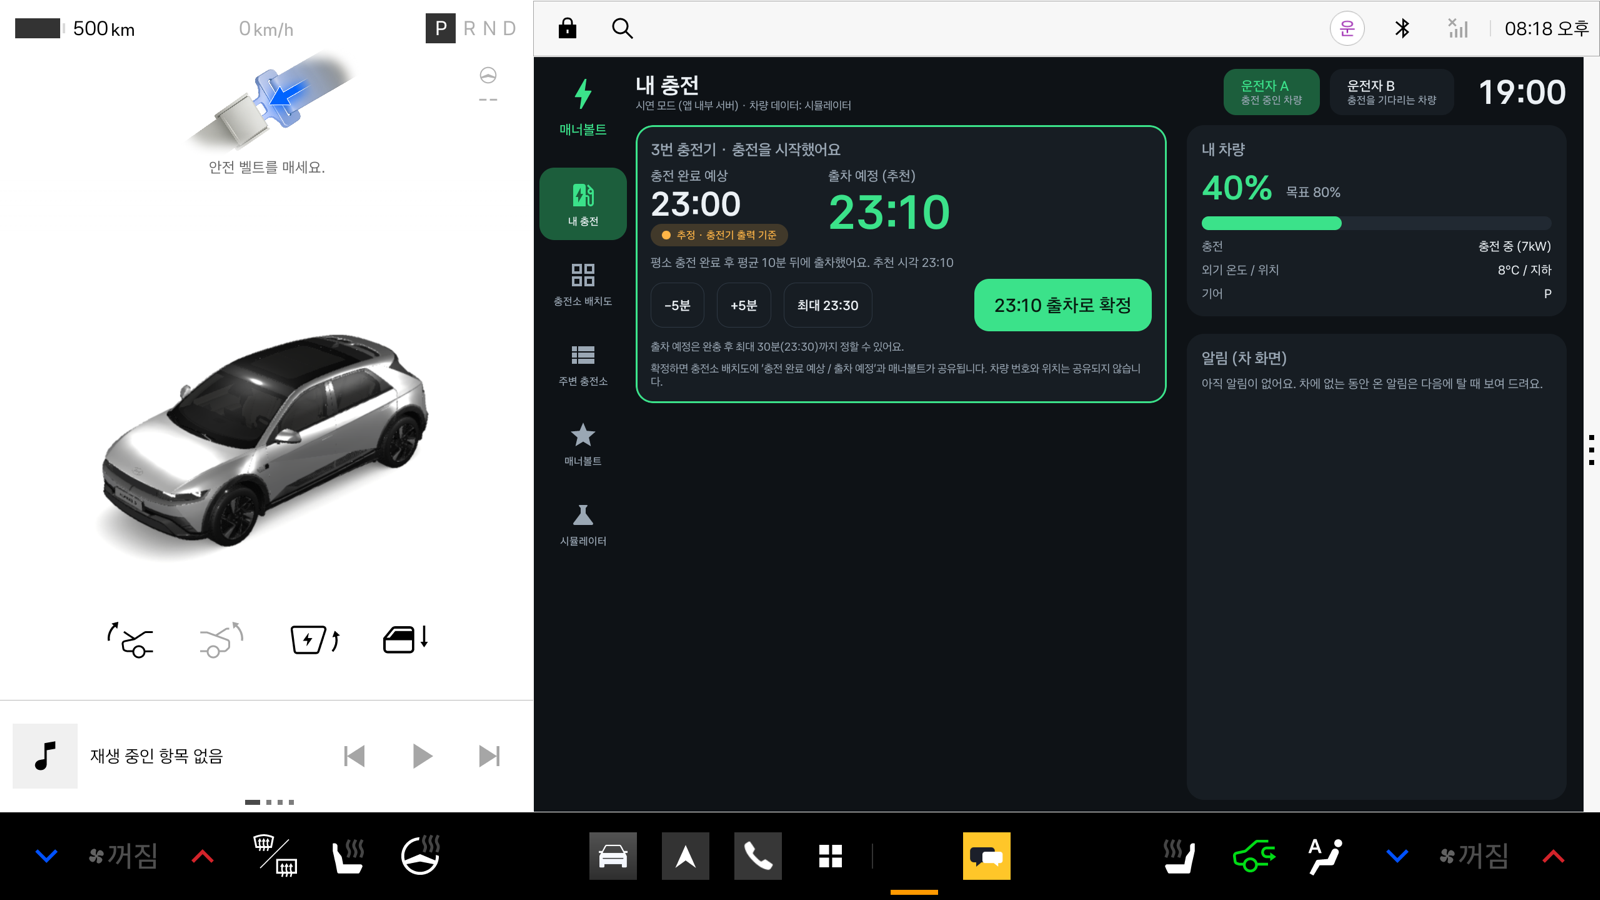 500 km
0 km/h
P R N D
안전 벨트를 매세요.
--
재생 중인 항목 없음
운
08:18 오후
매너볼트
내 충전
충전소 배치도
주변 충전소
매너볼트
시뮬레이터
내 충전
시연 모드 (앱 내부 서버) · 차량 데이터: 시뮬레이터
운전자 A
충전 중인 차량
운전자 B
충전을 기다리는 차량
19:00
3번 충전기 · 충전을 시작했어요
충전 완료 예상
23:00
추정 · 충전기 출력 기준
출차 예정 (추천)
23:10
평소 충전 완료 후 평균 10분 뒤에 출차했어요. 추천 시각 23:10
−5분
+5분
최대 23:30
23:10 출차로 확정
출차 예정은 완충 후 최대 30분(23:30)까지 정할 수 있어요.
확정하면 충전소 배치도에 '충전 완료 예상 / 출차 예정'과 매너볼트가 공유됩니다. 차량 번호와 위치는 공유되지 않습니
다.
내 차량
40% 목표 80%
충전 충전 중 (7kW)
외기 온도 / 위치 8°C / 지하
기어 P
알림 (차 화면)
아직 알림이 없어요. 차에 없는 동안 온 알림은 다음에 탈 때 보여 드려요.
꺼짐
A
꺼짐